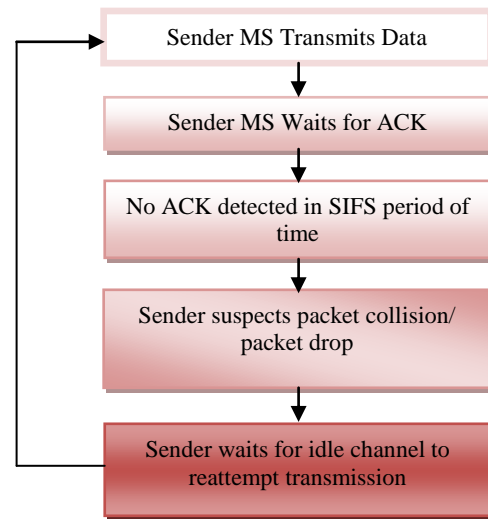 Sender MS Transmits Data
Sender MS Waits for ACK
No ACK detected in SIFS period of
time
Sender suspects packet collision/
packet drop
Sender waits for idle channel to
reattempt transmission